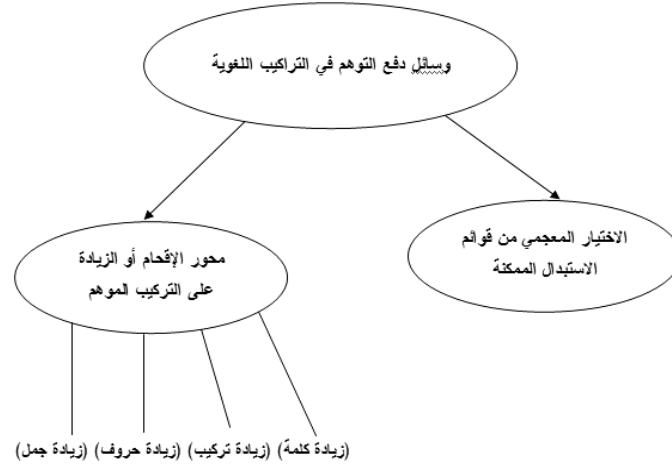 وسائل دفع التوهم في التراكيب اللغوية
الاختيار المعجمي من قوائم
الاستبدال الممكنة
محور الإقحام أو الزيادة
على التركيب الموهم
(زيادة كلمة) (زيادة تركيب) (زيادة حروف) (زيادة جمل)